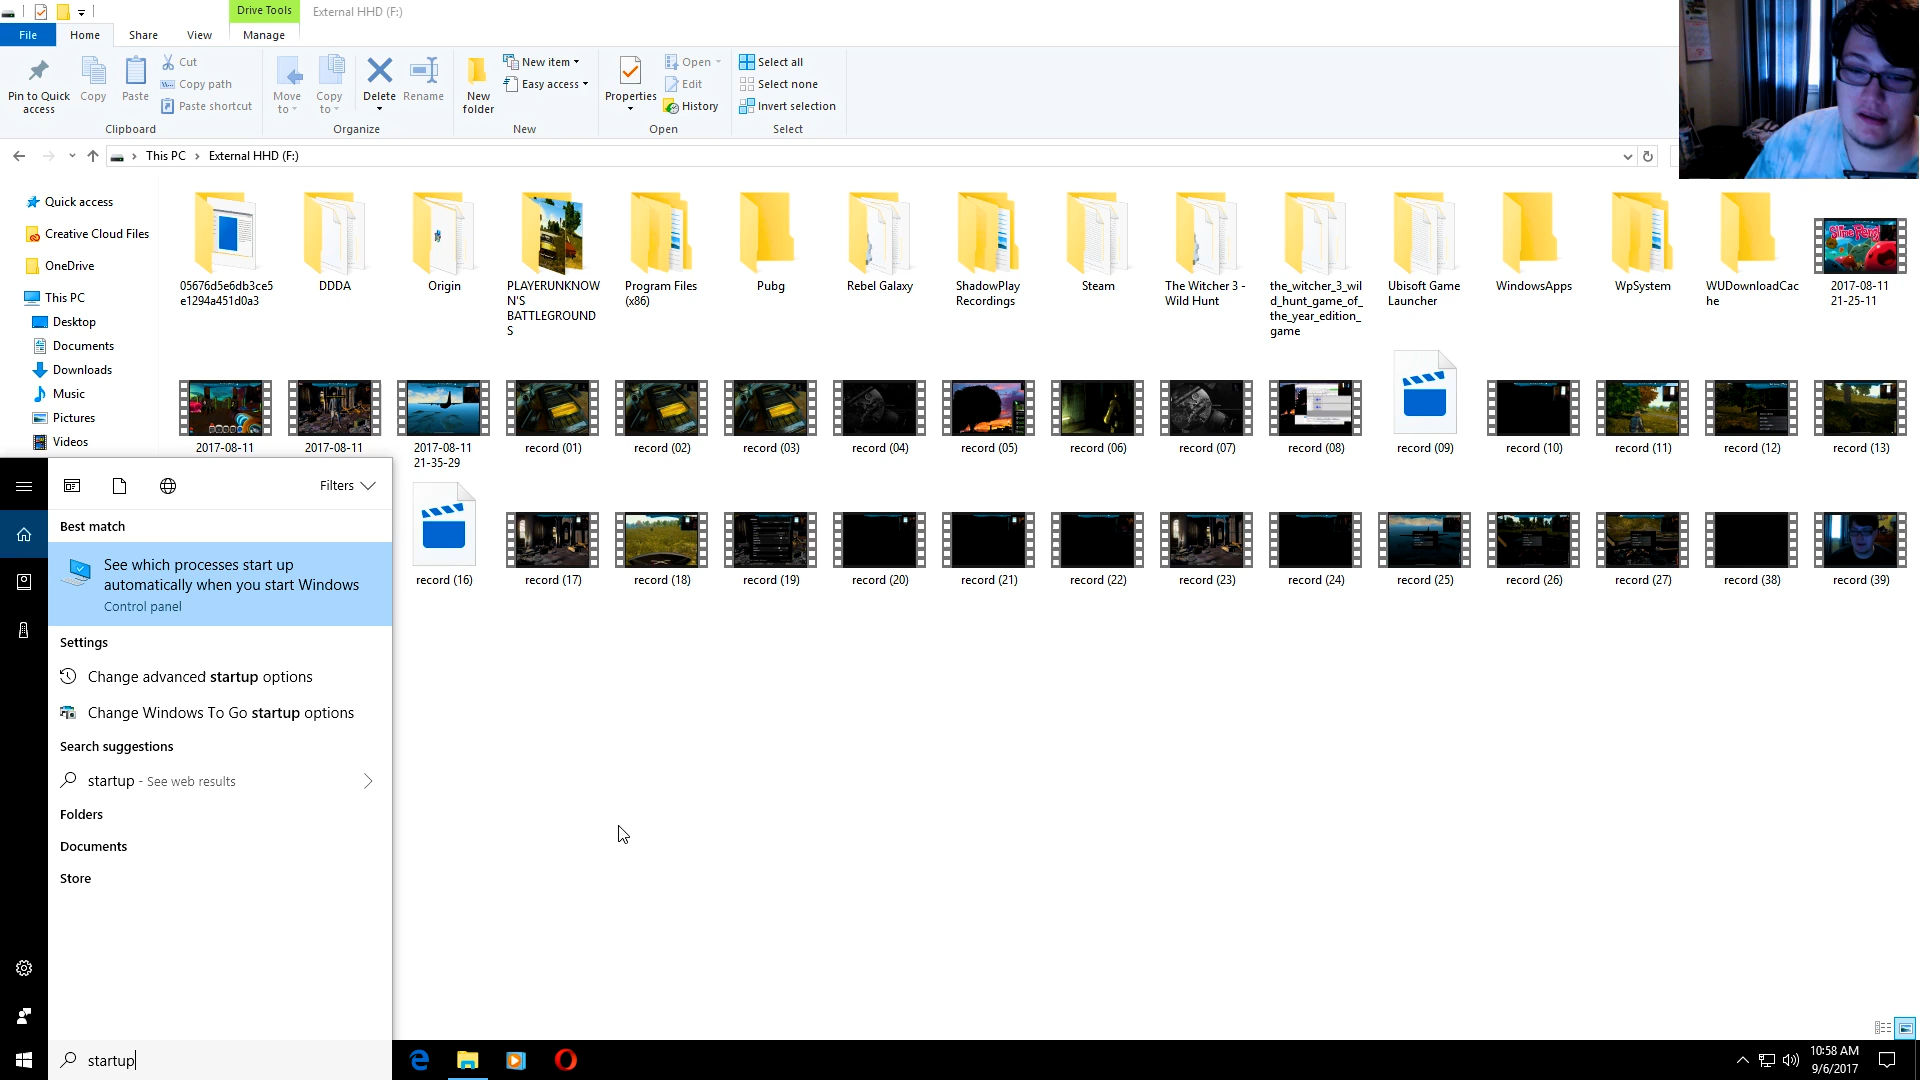 Drive Tools
External HHD (F:)
File
Home
Share
View
Manage
Pin to Quick
access
Copy
Paste
Cut
Copy path
Paste shortcut
Clipboard
Move
to
Copy
to
Delete
Rename
Organize
New
folder
New item
Easy access
New
Properties
Open
Edit
History
Open
Select all
Select none
Invert selection
Select
This PC
External HHD (F:)
Quick access
Creative Cloud Files
OneDrive
This PC
Desktop
Documents
Downloads
Music
Pictures
Videos
05676d5e6db3ce5
e1294a451d0a3
DDDA
Origin
PLAYERUNKNOW
N'S
BATTLEGROUND
S
Program Files
(x86)
Pubg
Rebel Galaxy
ShadowPlay
Recordings
Steam
The Witcher 3 -
Wild Hunt
the_witcher_3_wil
d_hunt_game_of_
the_year_edition_
game
Ubisoft Game
Launcher
WindowsApps
WpSystem
WUDownloadCac
he
Slime Rancher
2017-08-11
21-25-11
2017-08-11
2017-08-11
2017-08-11
21-35-29
record (01)
record (02)
record (03)
record (04)
record (05)
record (06)
record (07)
record (08)
record (09)
record (10)
record (11)
record (12)
record (13)
record (16)
record (17)
record (18)
record (19)
record (20)
record (21)
record (22)
record (23)
record (24)
record (25)
record (26)
record (27)
record (38)
record (39)
Filters
Best match
See which processes start up
automatically when you start Windows
Control panel
Settings
Change advanced startup options
Change Windows To Go startup options
Search suggestions
startup - See web results
Folders
Documents
Store
startup
10:58 AM
9/6/2017